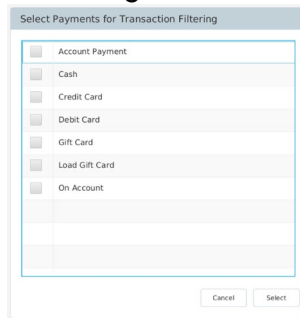 Select Payments for Transaction Filtering
Account Payment
Cash
Credit Card
Debit Card
Gift Card
Load Gift Card
On Account
Cancel Select